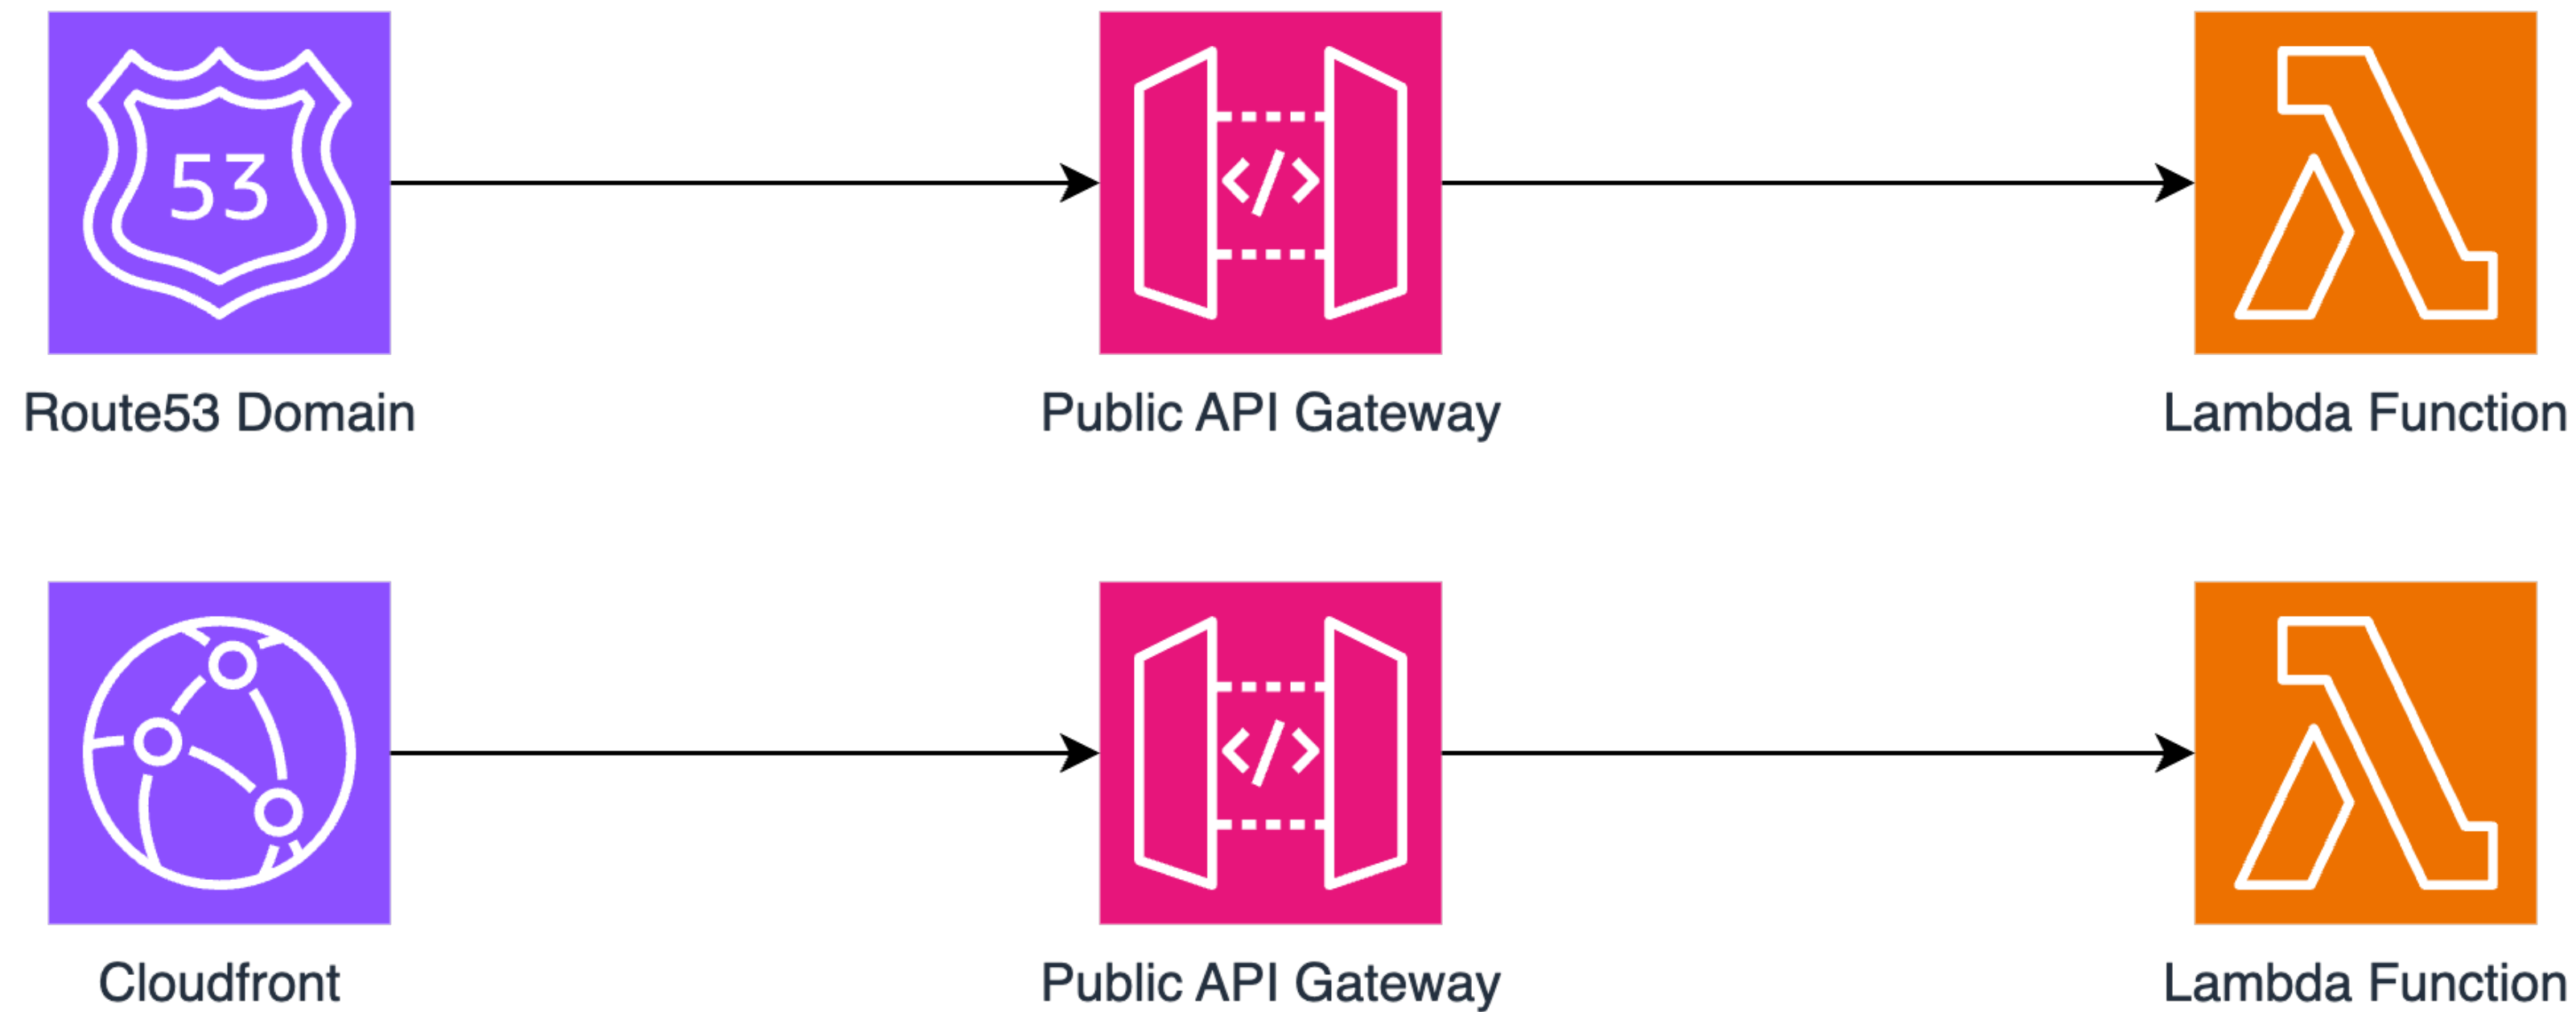 53
</>
Route53 Domain
Public API Gateway
Lambda Function
</>
Cloudfront
Public API Gateway
Lambda Function